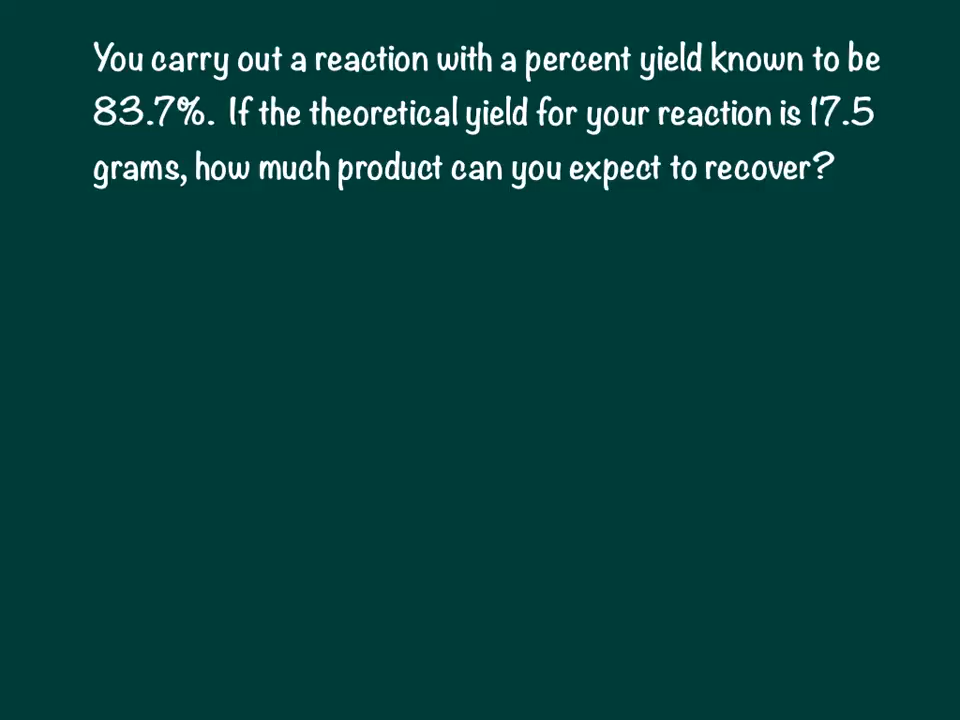 You carry out a reaction with a percent yield known to be
83.7%. If the theoretical yield for your reaction is 17.5
grams, how much product can you expect to recover?